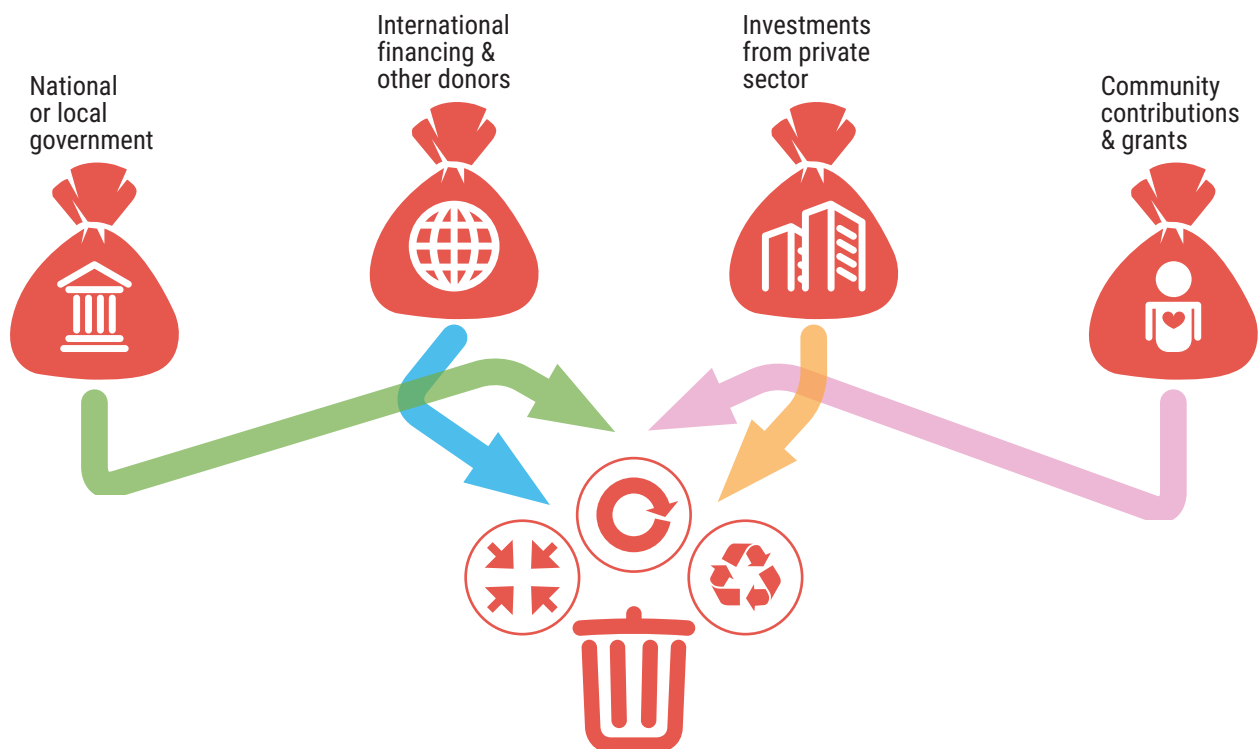 National
or local
government
International
financing &
other donors
Investments
from private
sector
Community
contributions
& grants